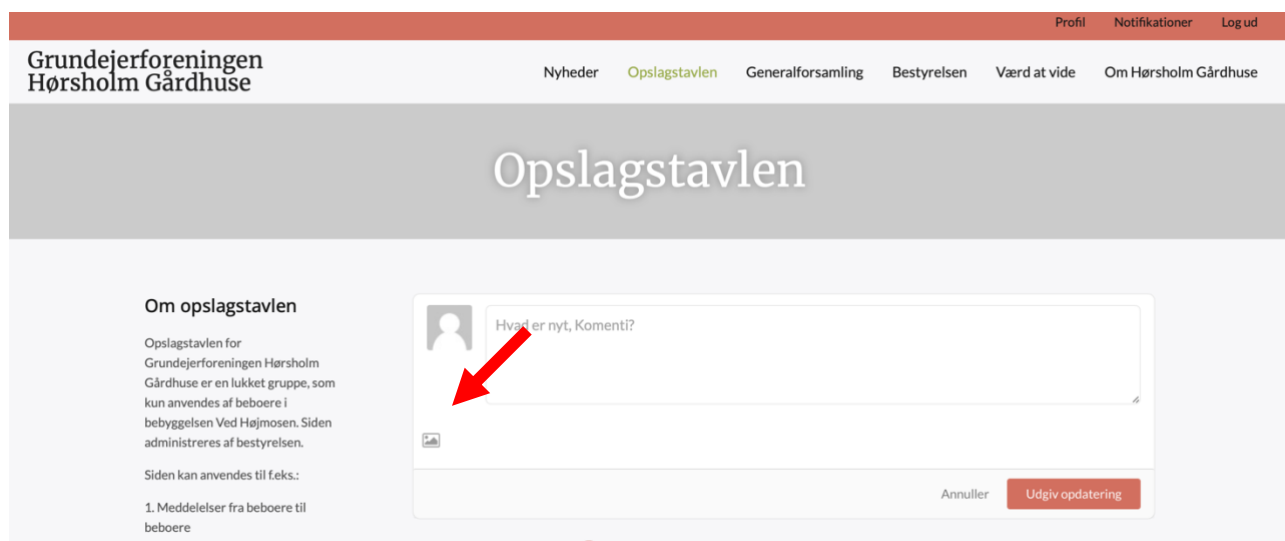 Profil Notifikationer Log ud
Grundejerforeningen
Hørsholm Gårdhuse
Nyheder Opslagstavlen Generalforsamling Bestyrelsen Værd at vide Om Hørsholm Gårdhuse
Opslagstavlen
Om opslagstavlen
Opslagstavlen for
Grundejerforeningen Hørsholm
Gårdhuse er en lukket gruppe, som
kun anvendes af beboere i
bebyggelsen Ved Højmosen. Siden
administreres af bestyrelsen.
Siden kan anvendes til f.eks.:
1. Meddelelser fra beboere til
beboere
Hvad er nyt, Komenti?
Annuller Udgiv opdatering